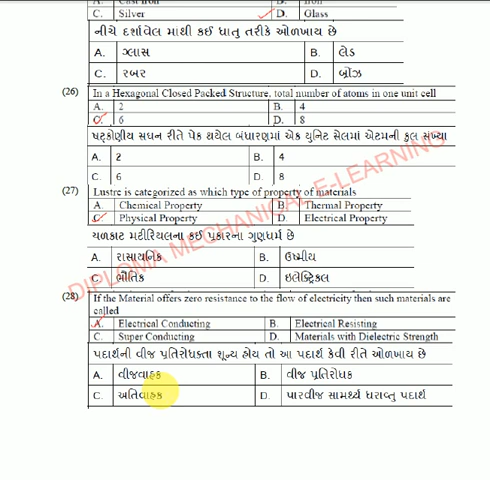 C. Silver D. Glass
નીચે દર્શાવેલ માથી કઈ ધાતુ તરીકે ઓળખાય છે
A. ગ્લાસ B. લેડ
C. રબર D. બ્રોંઝ
(26) In a Hexagonal Closed Packed Structure, total number of atoms in one unit cell
A. 2 B. 4
C. 6 D. 8
ષટ્કોણીય સઘન રીતે પેક થયેલ બંધારણમાં એક યુનિટ સેલમાં એટમની કુલ સંખ્યા
A. 2 B. 4
C. 6 D. 8
(27) Lustre is categorized as which type of property of materials
A. Chemical Property B. Thermal Property
C. Physical Property D. Electrical Property
ચળકાટ મટીરિયલના કઈ પ્રકારના ગુણધર્મ છે
A. રાસાયનિક B. ઉષ્મીય
C. ભૌતિક D. ઇલેક્ટ્રિકલ
(28) If the Material offers zero resistance to the flow of electricity then such materials are
called
A. Electrical Conducting B. Electrical Resisting
C. Super Conducting D. Materials with Dielectric Strength
પદાર્થની વીજ પ્રતિરોધક્તા શૂન્ય હોય તો આ પદાર્થ કેવી રીતે ઓળખાય છે
A. વીજવાહક B. વીજ પ્રતિરોધક
C. અતિવાહક D. પારવીજ સામર્થ્ય ધરાવ્તુ પદાર્થ
DIPLOMA MECHANICAL E-LEARNING